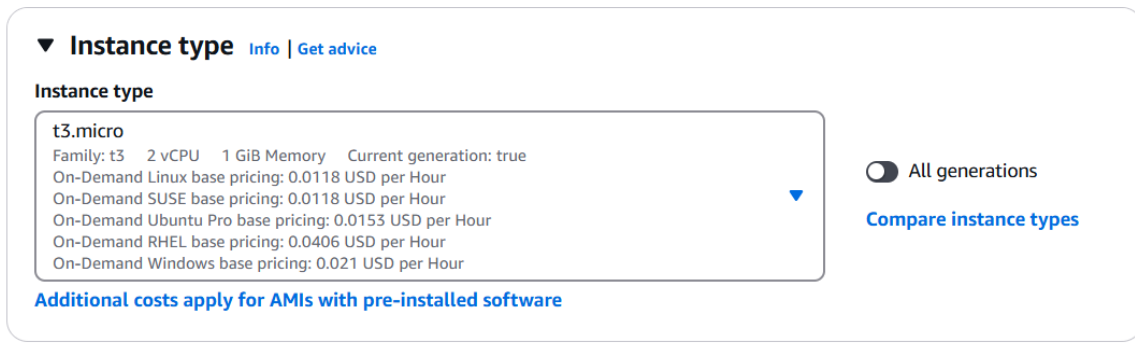 Instance type Info | Get advice
Instance type
t3.micro
Family: t3 2 vCPU 1 GiB Memory Current generation: true
On-Demand Linux base pricing: 0.0118 USD per Hour
On-Demand SUSE base pricing: 0.0118 USD per Hour
On-Demand Ubuntu Pro base pricing: 0.0153 USD per Hour
On-Demand RHEL base pricing: 0.0406 USD per Hour
On-Demand Windows base pricing: 0.021 USD per Hour
All generations
Compare instance types
Additional costs apply for AMIs with pre-installed software